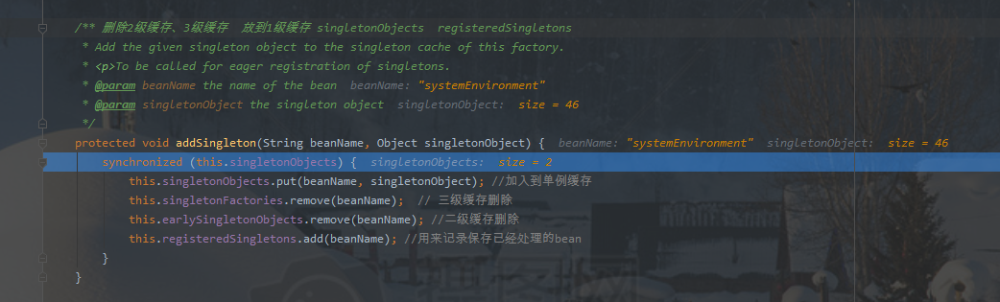 /** 删除2级缓存、3级缓存  放到1级缓存 singletonObjects  registeredSingletons
* Add the given singleton object to the singleton cache of this factory.
* <p>To be called for eager registration of singletons.
* @param beanName the name of the bean  beanName: "systemEnvironment"
* @param singletonObject the singleton object  singletonObject:  size = 46
*/
protected void addSingleton(String beanName, Object singletonObject) {  beanName: "systemEnvironment"  singletonObject:  size = 46
synchronized (this.singletonObjects) {  singletonObjects:  size = 2
this.singletonObjects.put(beanName, singletonObject); //加入到单例缓存
this.singletonFactories.remove(beanName);  // 三级缓存删除
this.earlySingletonObjects.remove(beanName); //二级缓存删除
this.registeredSingletons.add(beanName); //用来记录保存已经处理的bean
}
}